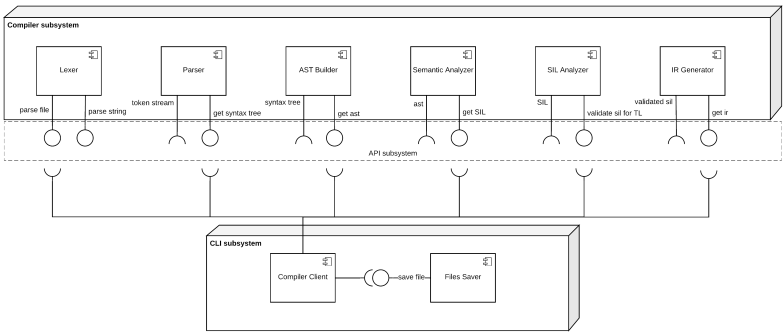 Compiler subsystem
Lexer
Parser
AST Builder
Semantic Analyzer
SIL Analyzer
IR Generator
parse file
parse string
token stream
get syntax tree
syntax tree
get ast
ast
get SIL
SIL
validate sil for TL
validated sil
get ir
API subsystem
CLI subsystem
Compiler Client
save file
Files Saver